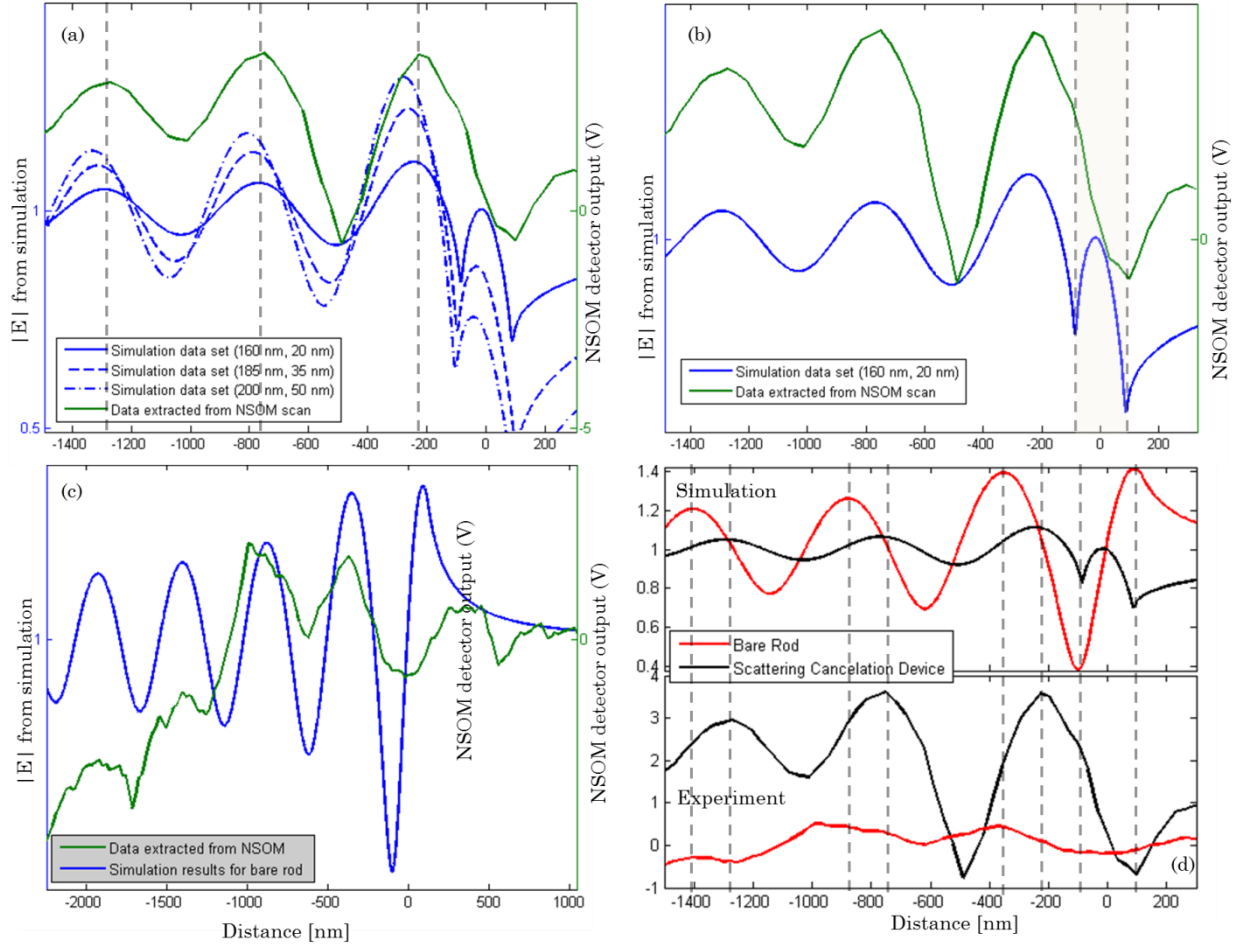 (a)
|E| from simulation
1
0.5
Simulation data set (160 nm, 20 nm)
Simulation data set (185 nm, 35 nm)
Simulation data set (200 nm, 50 nm)
Data extracted from NSOM scan
-1400 -1200 -1000 -800 -600 -400 -200 0 200
0
-5
NSOM detector output (V)
(b)
|E| from simulation
1
Simulation data set (160 nm, 20 nm)
Data extracted from NSOM scan
-1400 -1200 -1000 -800 -600 -400 -200 0 200
0
NSOM detector output (V)
(c)
|E| from simulation
1
Data extracted from NSOM
Simulation results for bare rod
-2000 -1500 -1000 -500 0 500 1000
NSOM detector output (V)
0
NSOM detector output (V)
Distance [nm]
1.4
1.2
1
0.8
0.6
0.4
Simulation
Bare Rod
Scattering Cancelation Device
4
3
2
1
0
-1
Experiment
(d)
-1400 -1200 -1000 -800 -600 -400 -200 0 200
Distance [nm]